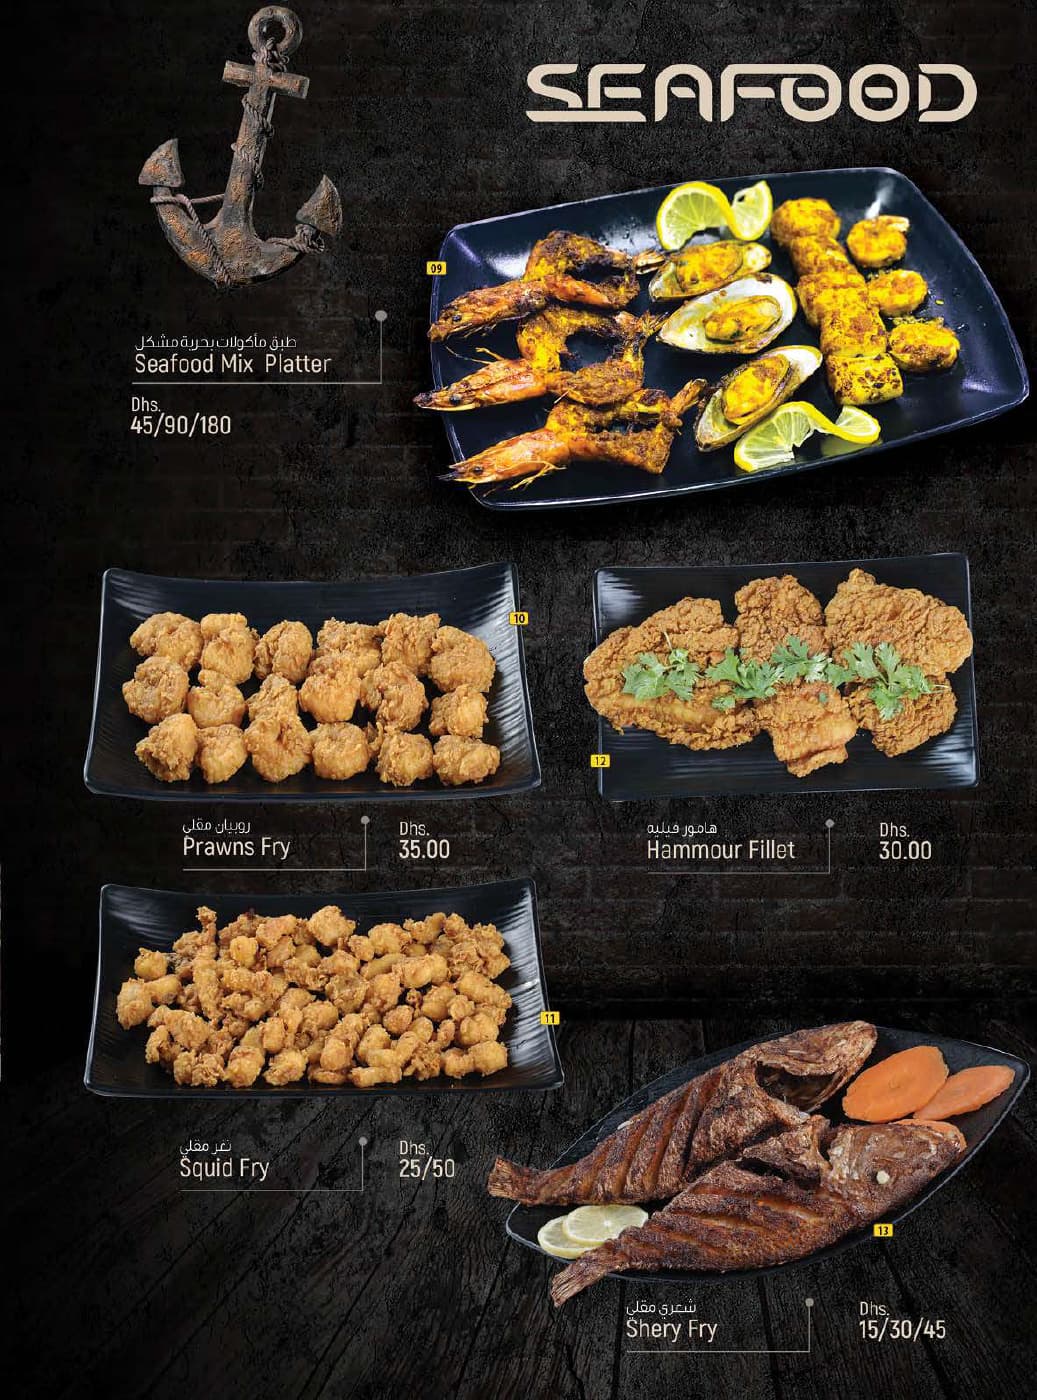 SEAFOOD
09
طبق مأكولات بحرية مشكل
Seafood Mix Platter
Dhs.
45/90/180
10
12
روبيان مقلي
Prawns Fry
Dhs.
35.00
هامور فيليه
Hammour Fillet
Dhs.
30.00
11
نغر مقلي
Squid Fry
Dhs.
25/50
13
شعري مقلي
Shery Fry
Dhs.
15/30/45